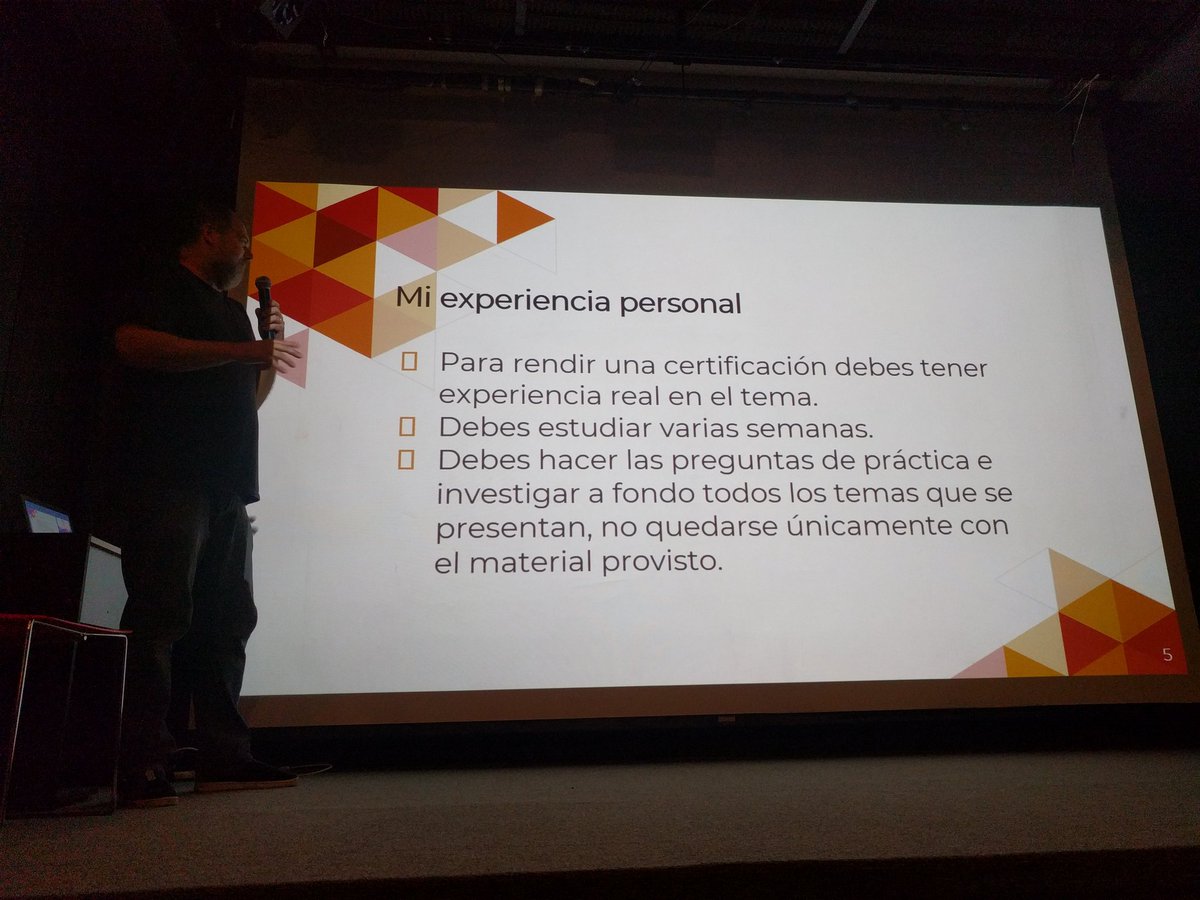 Mi experiencia personal
Para rendir una certificación debes tener
experiencia real en el tema.
Debes estudiar varias semanas.
Debes hacer las preguntas de práctica e
investigar a fondo todos los temas que se
presentan, no quedarse únicamente con
el material provisto.
5